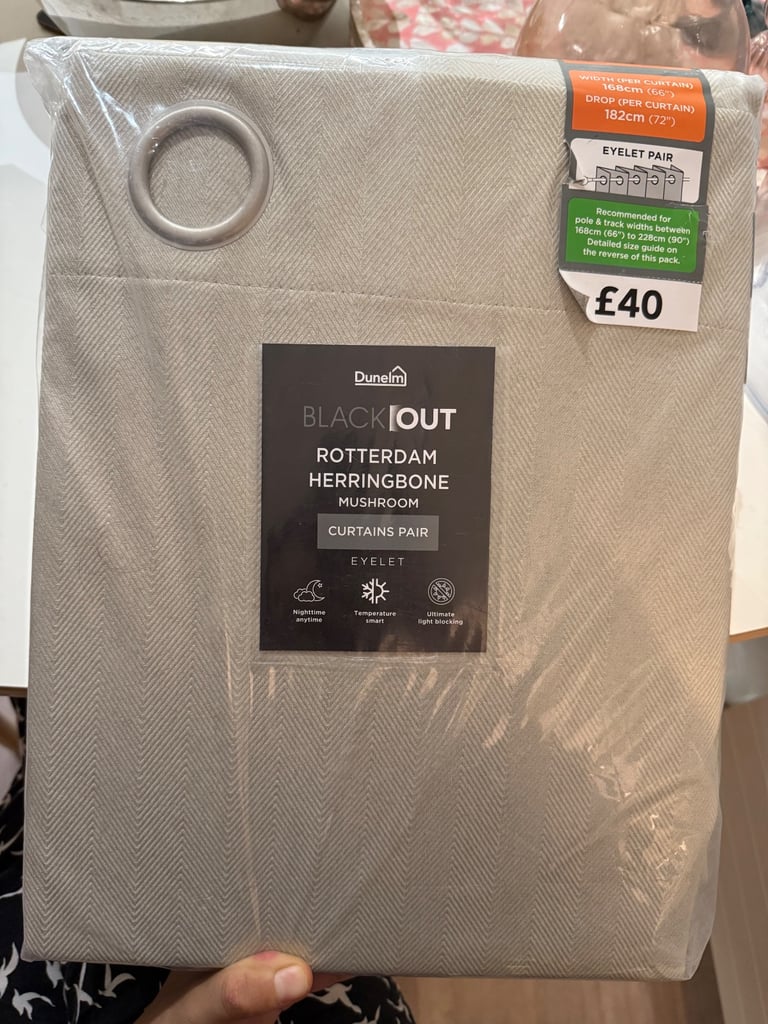 WIDTH (PER CURTAIN)
168cm (66")
DROP (PER CURTAIN)
182cm (72")
EYELET PAIR
Recommended for
pole & track widths between
168cm (66") to 228cm (90")
Detailed size guide on
the reverse of this pack.
£40
Dunelm
BLACKOUT
ROTTERDAM
HERRINGBONE
MUSHROOM
CURTAINS PAIR
EYELET
Nighttime
anytime
Temperature
smart
Ultimate
light blocking